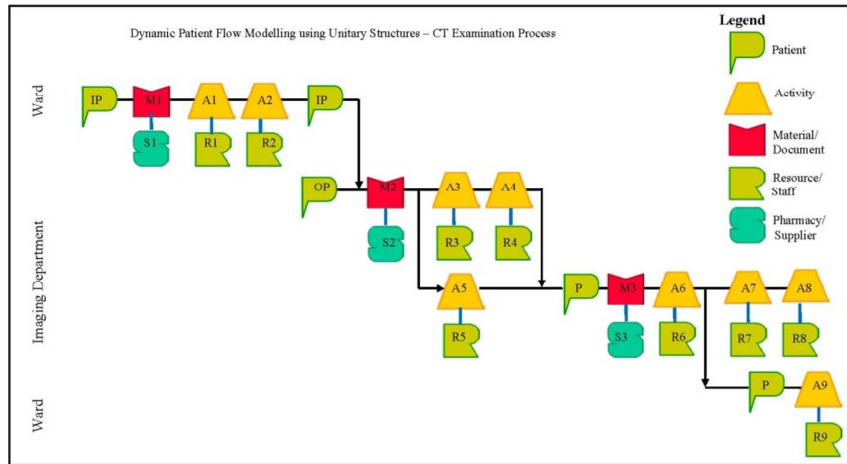 Dynamic Patient Flow Modelling using Unitary Structures – CT Examination Process
Legend
Patient
Activity
Material/
Document
Resource/
Staff
Pharmacy/
Supplier
Ward
IP M1 A1 A2 IP
S1 R1 R2
Imaging Department
OP M2 A3 A4
S2 R3 R4
A5 P M3 A6 A7 A8
R5 S3 R6 R7 R8
Ward
P A9
R9